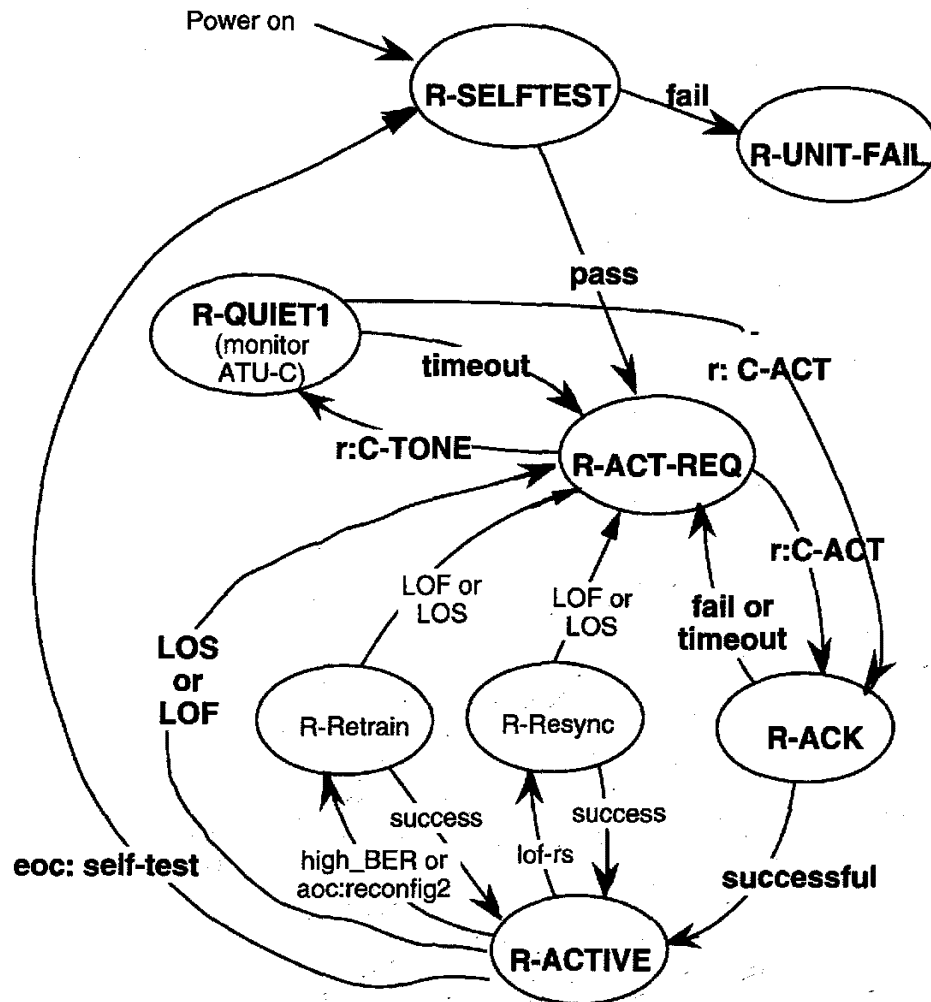 Power on
R-SELFTEST
fail
R-UNIT-FAIL
pass
R-QUIET1
(monitor
ATU-C)
timeout
r: C-ACT
r:C-TONE
R-ACT-REQ
r:C-ACT
LOF or
LOS
LOF or
LOS
fail or
timeout
LOS
or
LOF
R-Retrain
R-Resync
R-ACK
success
success
high_BER or
aoc:reconfig2
lof-rs
eoc: self-test
successful
R-ACTIVE